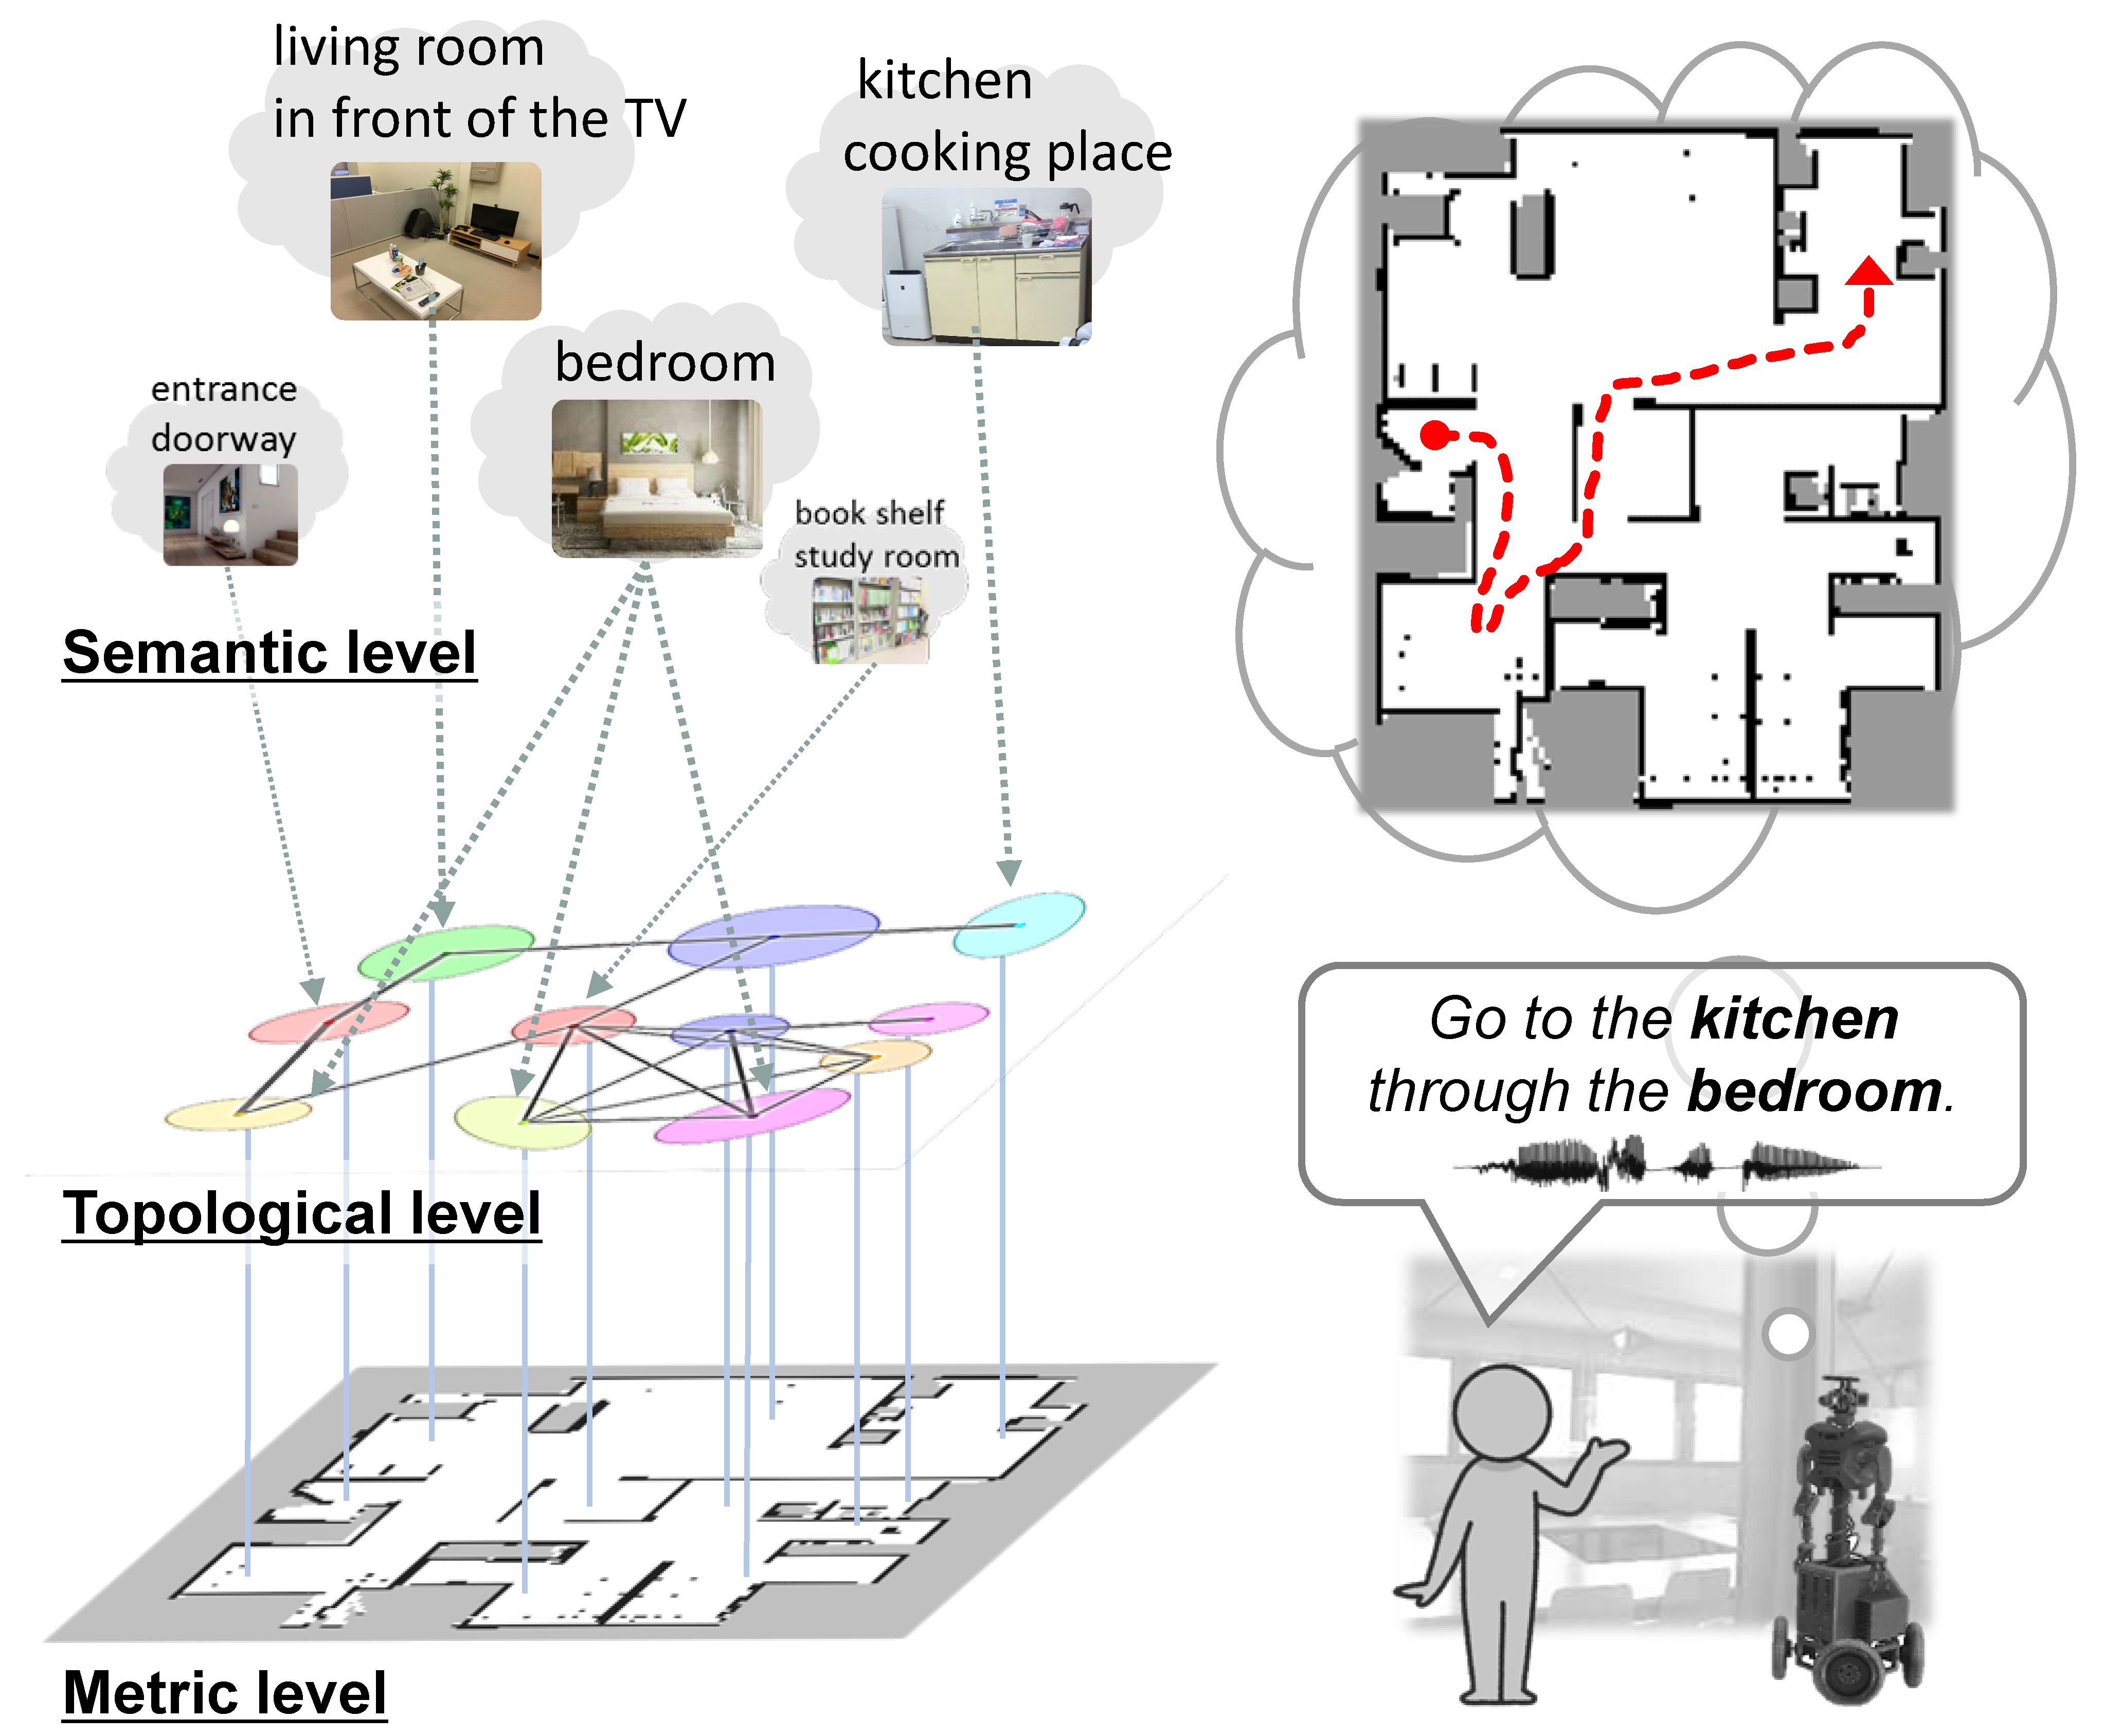 living room
in front of the TV
kitchen
cooking place
entrance
doorway
bedroom
book shelf
study room
Semantic level
Topological level
Metric level
Go to the kitchen
through the bedroom.